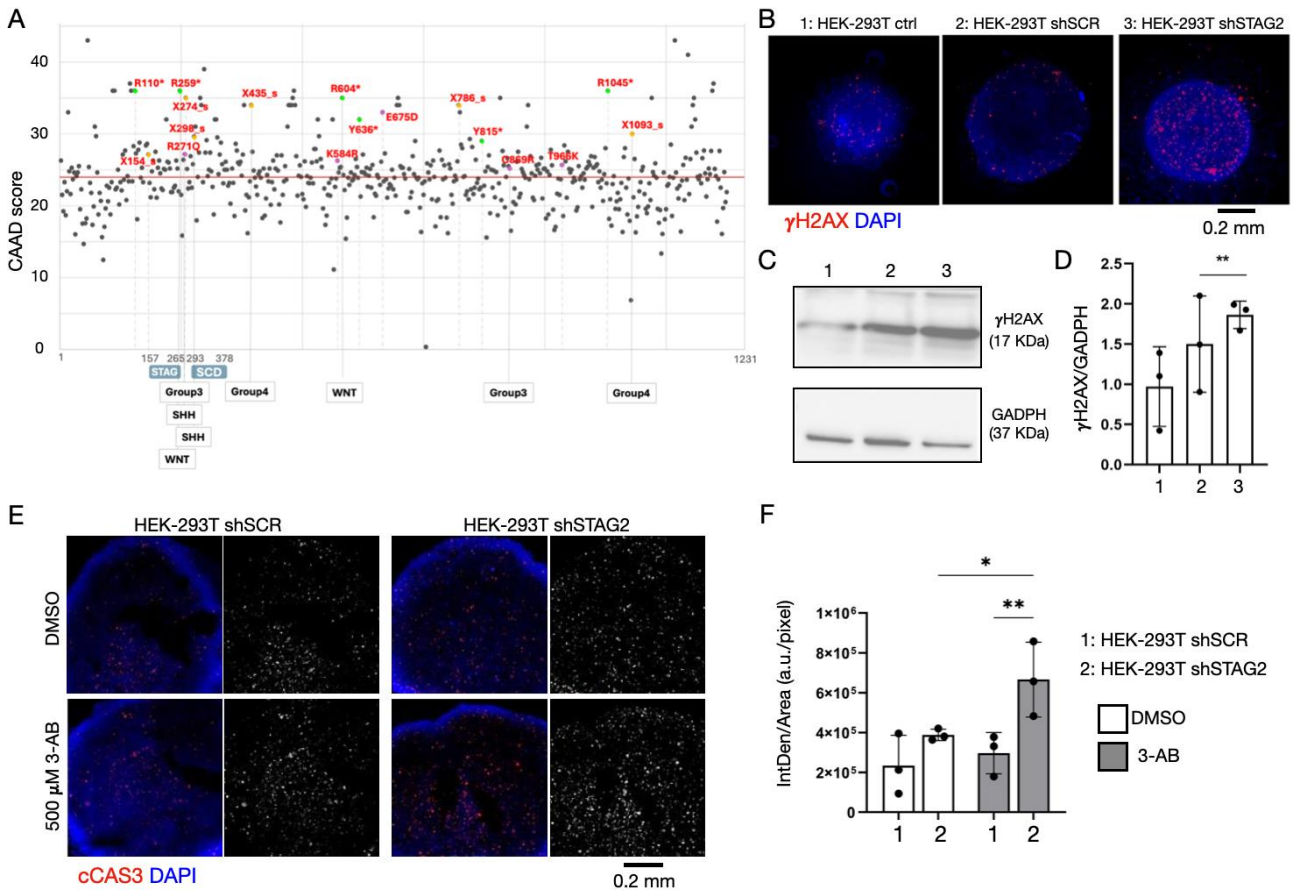 A
CAAD score
40
30
20
10
0
R110*
R259*
X274_s
X435_s
X298_s
R271Q
X154_s
R604*
Y636*
E675D
K584R
X786_s
Y815*
T966K
R1045*
X1093_s
1
157
265
293
378
1231
STAG
SCD
Group3
Group4
WNT
Group3
Group4
SHH
SHH
WNT
B
1: HEK-293T ctrl
2: HEK-293T shSCR
3: HEK-293T shSTAG2
γH2AX DAPI
0.2 mm
C
1 2 3
γH2AX
(17 KDa)
GADPH
(37 KDa)
D
γH2AX/GADPH
2.5
2.0
1.5
1.0
0.5
0.0
**
1 2 3
E
HEK-293T shSCR
HEK-293T shSTAG2
DMSO
500 μM 3-AB
cCAS3 DAPI
0.2 mm
F
IntDen/Area (a.u./pixel)
1×10⁶
8×10⁵
6×10⁵
4×10⁵
2×10⁵
0
*
**
1 2 1 2
1: HEK-293T shSCR
2: HEK-293T shSTAG2
DMSO
3-AB